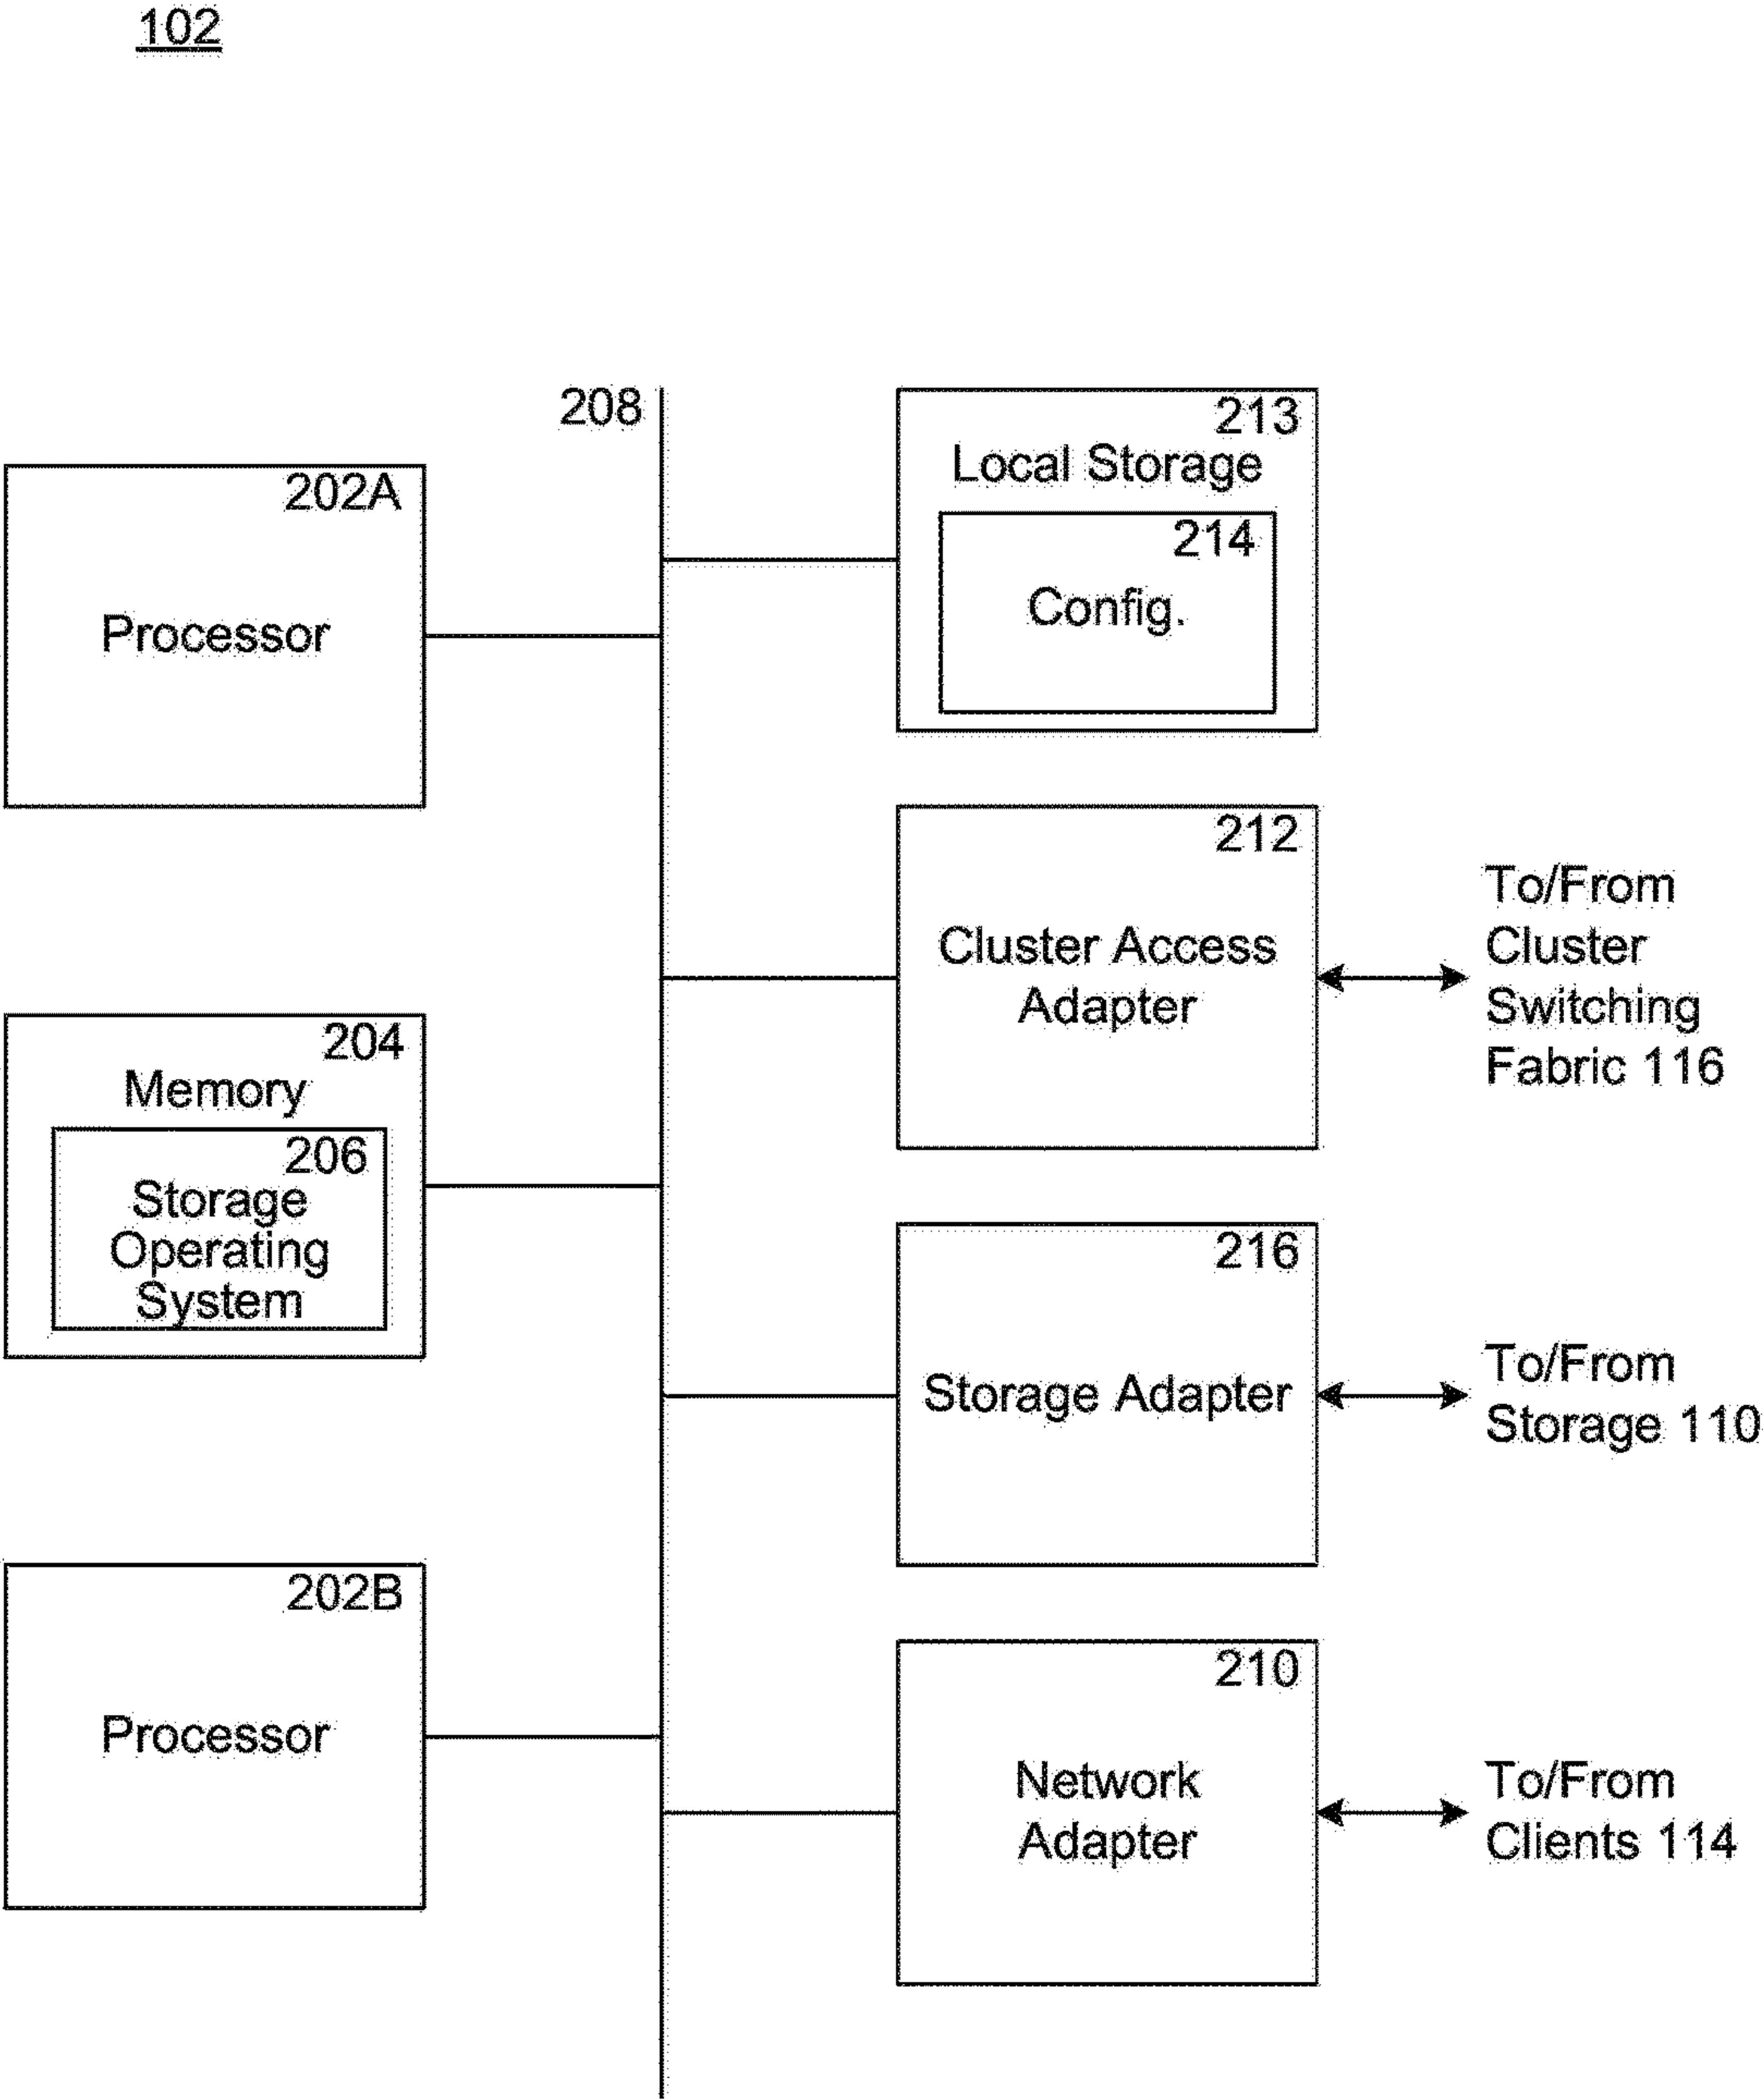 102
208
202A
Processor
204
Memory
206
Storage
Operating
System
202B
Processor
213
Local Storage
214
Config.
212
Cluster Access
Adapter
To/From
Cluster
Switching
Fabric 116
216
Storage Adapter
To/From
Storage 110
210
Network
Adapter
To/From
Clients 114